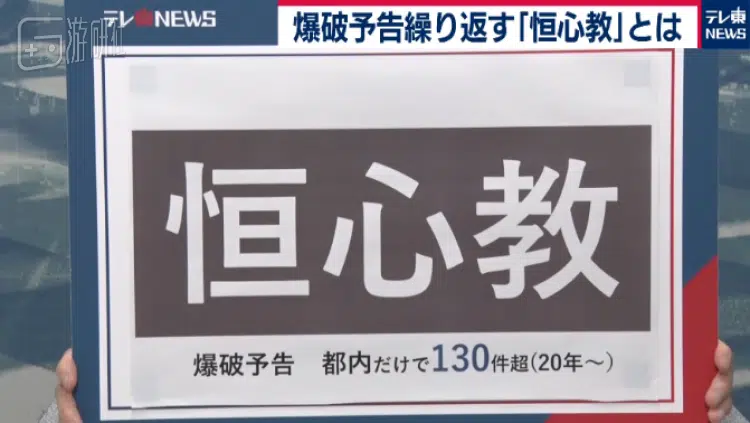 游研社
テレ東NEWS
爆破予告繰り返す「恒心教」とは
テレ東
NEWS
恒心教
爆破予告 都内だけで130件超(20年〜)